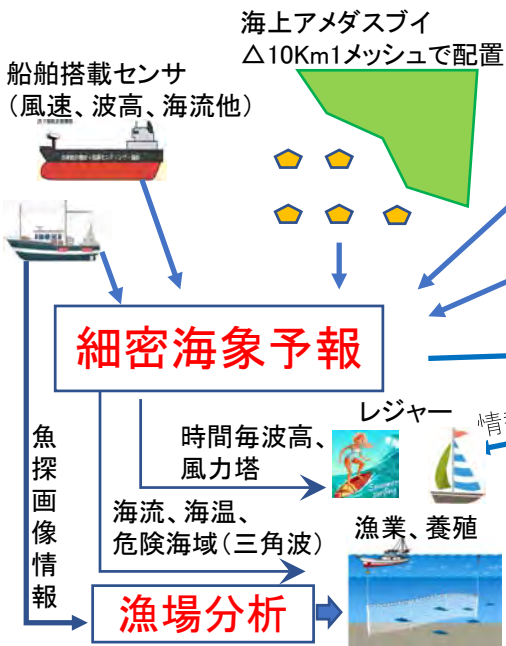 海上アメダスブイ
△10Km1メッシュで配置
船舶搭載センサ
(風速、波高、海流他)
細密海象予報
レジャー
時間毎波高、
風力塔
魚探画像情報
海流、海温、
危険海域(三角波)
漁業、養殖
漁場分析